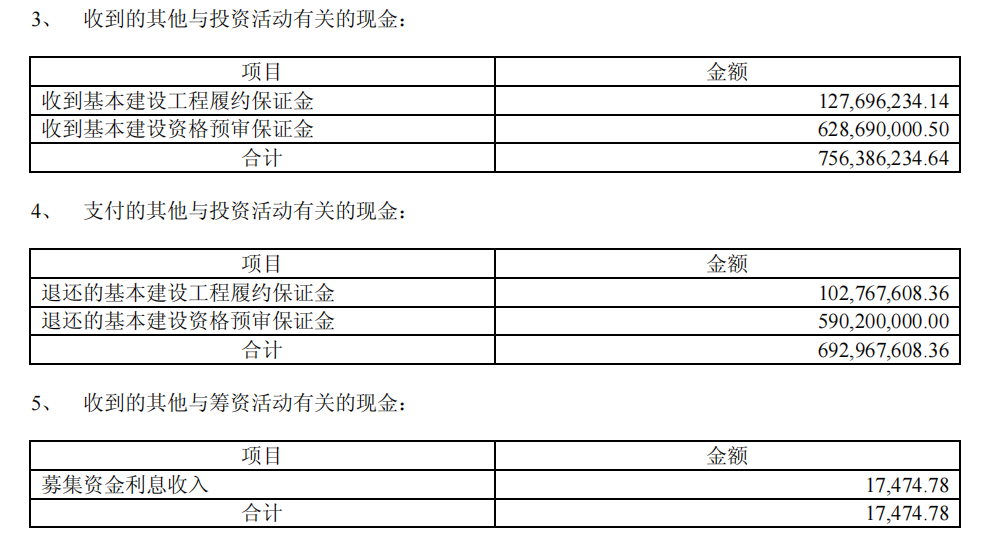 3、 收到的其他与投资活动有关的现金：
项目 金额
收到基本建设工程履约保证金 127,696,234.14
收到基本建设资格预审保证金 628,690,000.50
合计 756,386,234.64
4、 支付的其他与投资活动有关的现金：
项目 金额
退还的基本建设工程履约保证金 102,767,608.36
退还的基本建设资格预审保证金 590,200,000.00
合计 692,967,608.36
5、 收到的其他与筹资活动有关的现金：
项目 金额
募集资金利息收入 17,474.78
合计 17,474.78